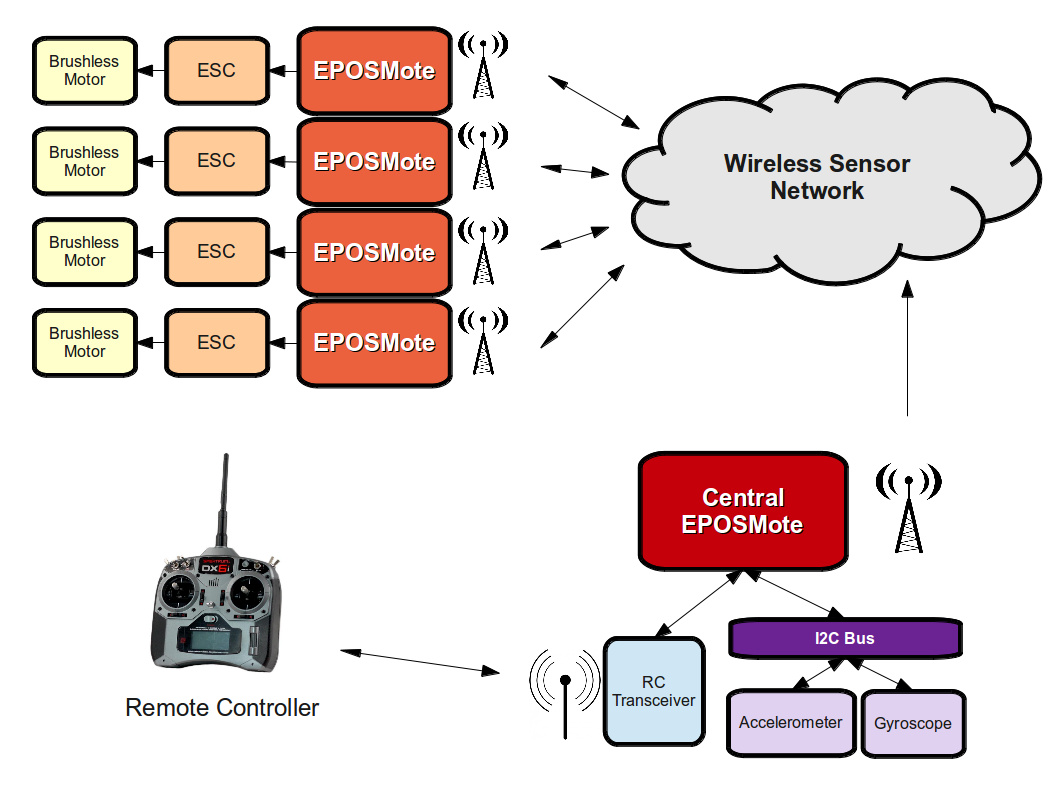 Brushless
Motor
ESC
EPOSMote
Brushless
Motor
ESC
EPOSMote
Brushless
Motor
ESC
EPOSMote
Brushless
Motor
ESC
EPOSMote
Wireless Sensor
Network
Central
EPOSMote
I2C Bus
RC
Transceiver
Accelerometer
Gyroscope
DX6i
Remote Controller